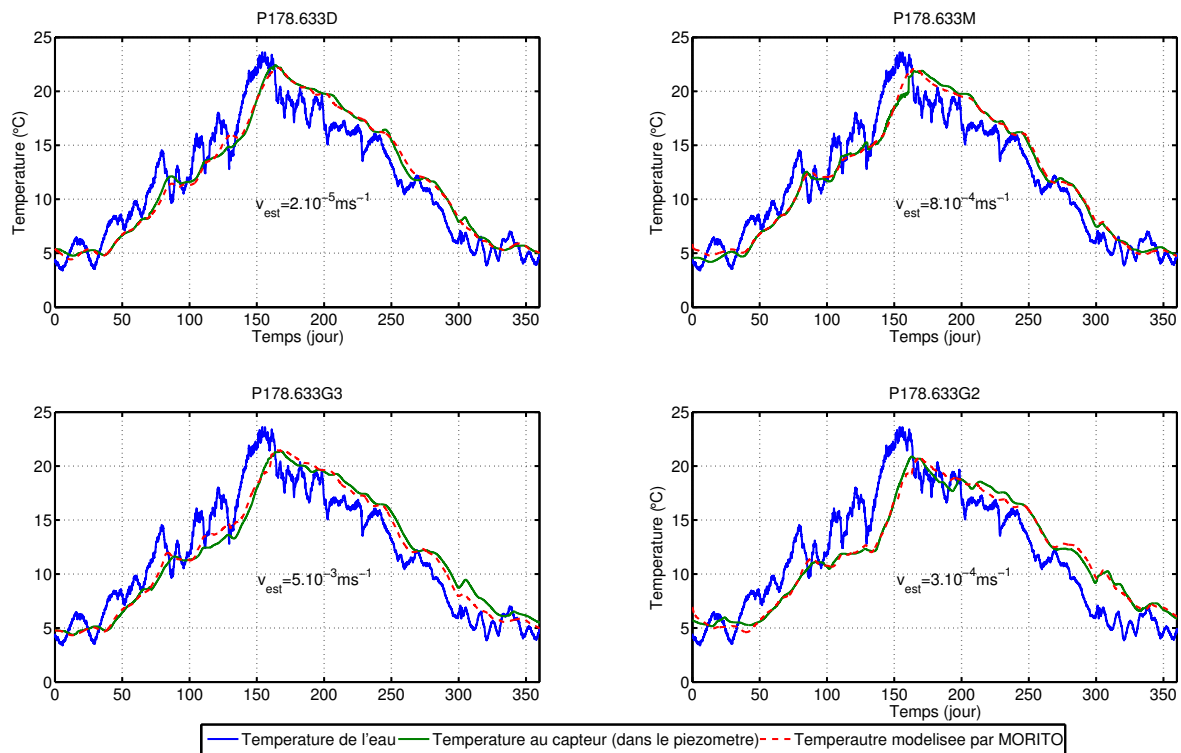 P178.633D
25
20
15
10
5
0
Temperature (°C)
v_est=2.10^−5ms^−1
0 50 100 150 200 250 300 350
Temps (jour)
P178.633M
25
20
15
10
5
0
Temperature (°C)
v_est=8.10^−4ms^−1
0 50 100 150 200 250 300 350
Temps (jour)
P178.633G3
25
20
15
10
5
0
v_est=5.10^−3ms^−1
0 50 100 150 200 250 300 350
P178.633G2
25
20
15
10
5
0
Temperature (°C)
v_est=3.10^−4ms^−1
0 50 100 150 200 250 300 350
Temps (jour)
Temperature de l'eau Temperature au capteur (dans le piezometre) Temperautre modelisee par MORITO